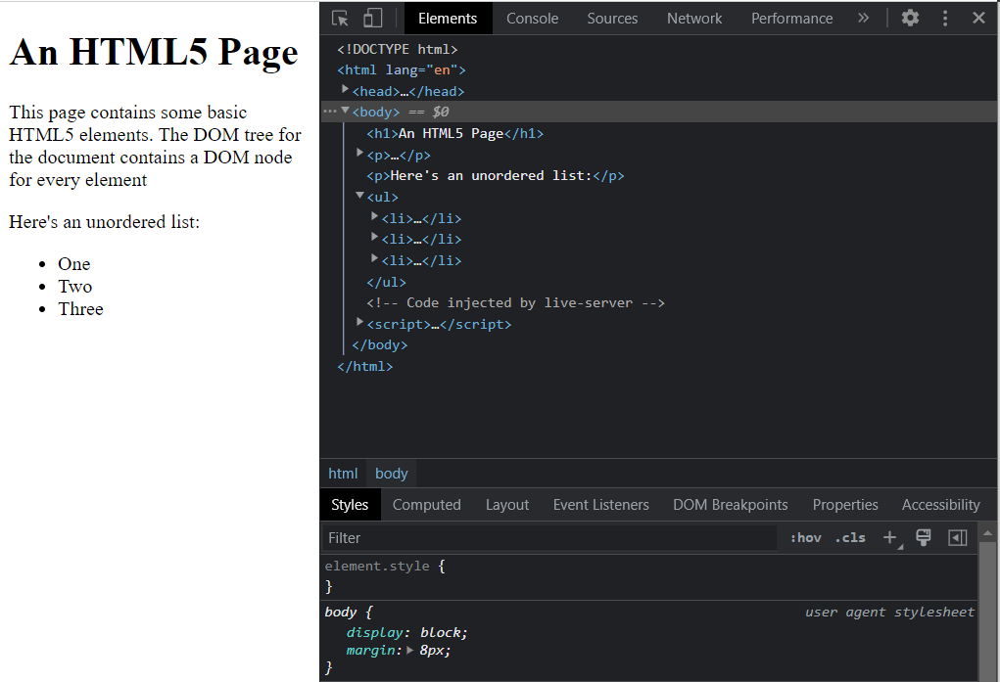 An HTML5 Page
This page contains some basic
HTML5 elements. The DOM tree for
the document contains a DOM node
for every element
Here's an unordered list:
• One
• Two
• Three
Elements Console Sources Network Performance »
<!DOCTYPE html>
<html lang="en">
<head>…</head>
<body> == $0
<h1>An HTML5 Page</h1>
<p>…</p>
<p>Here's an unordered list:</p>
<ul>
<li>…</li>
<li>…</li>
<li>…</li>
</ul>
<!-- Code injected by live-server -->
<script>…</script>
</body>
</html>
html body
Styles Computed Layout Event Listeners DOM Breakpoints Properties Accessibility
Filter :hov .cls +
element.style {
}
body { user agent stylesheet
display: block;
margin: 8px;
}